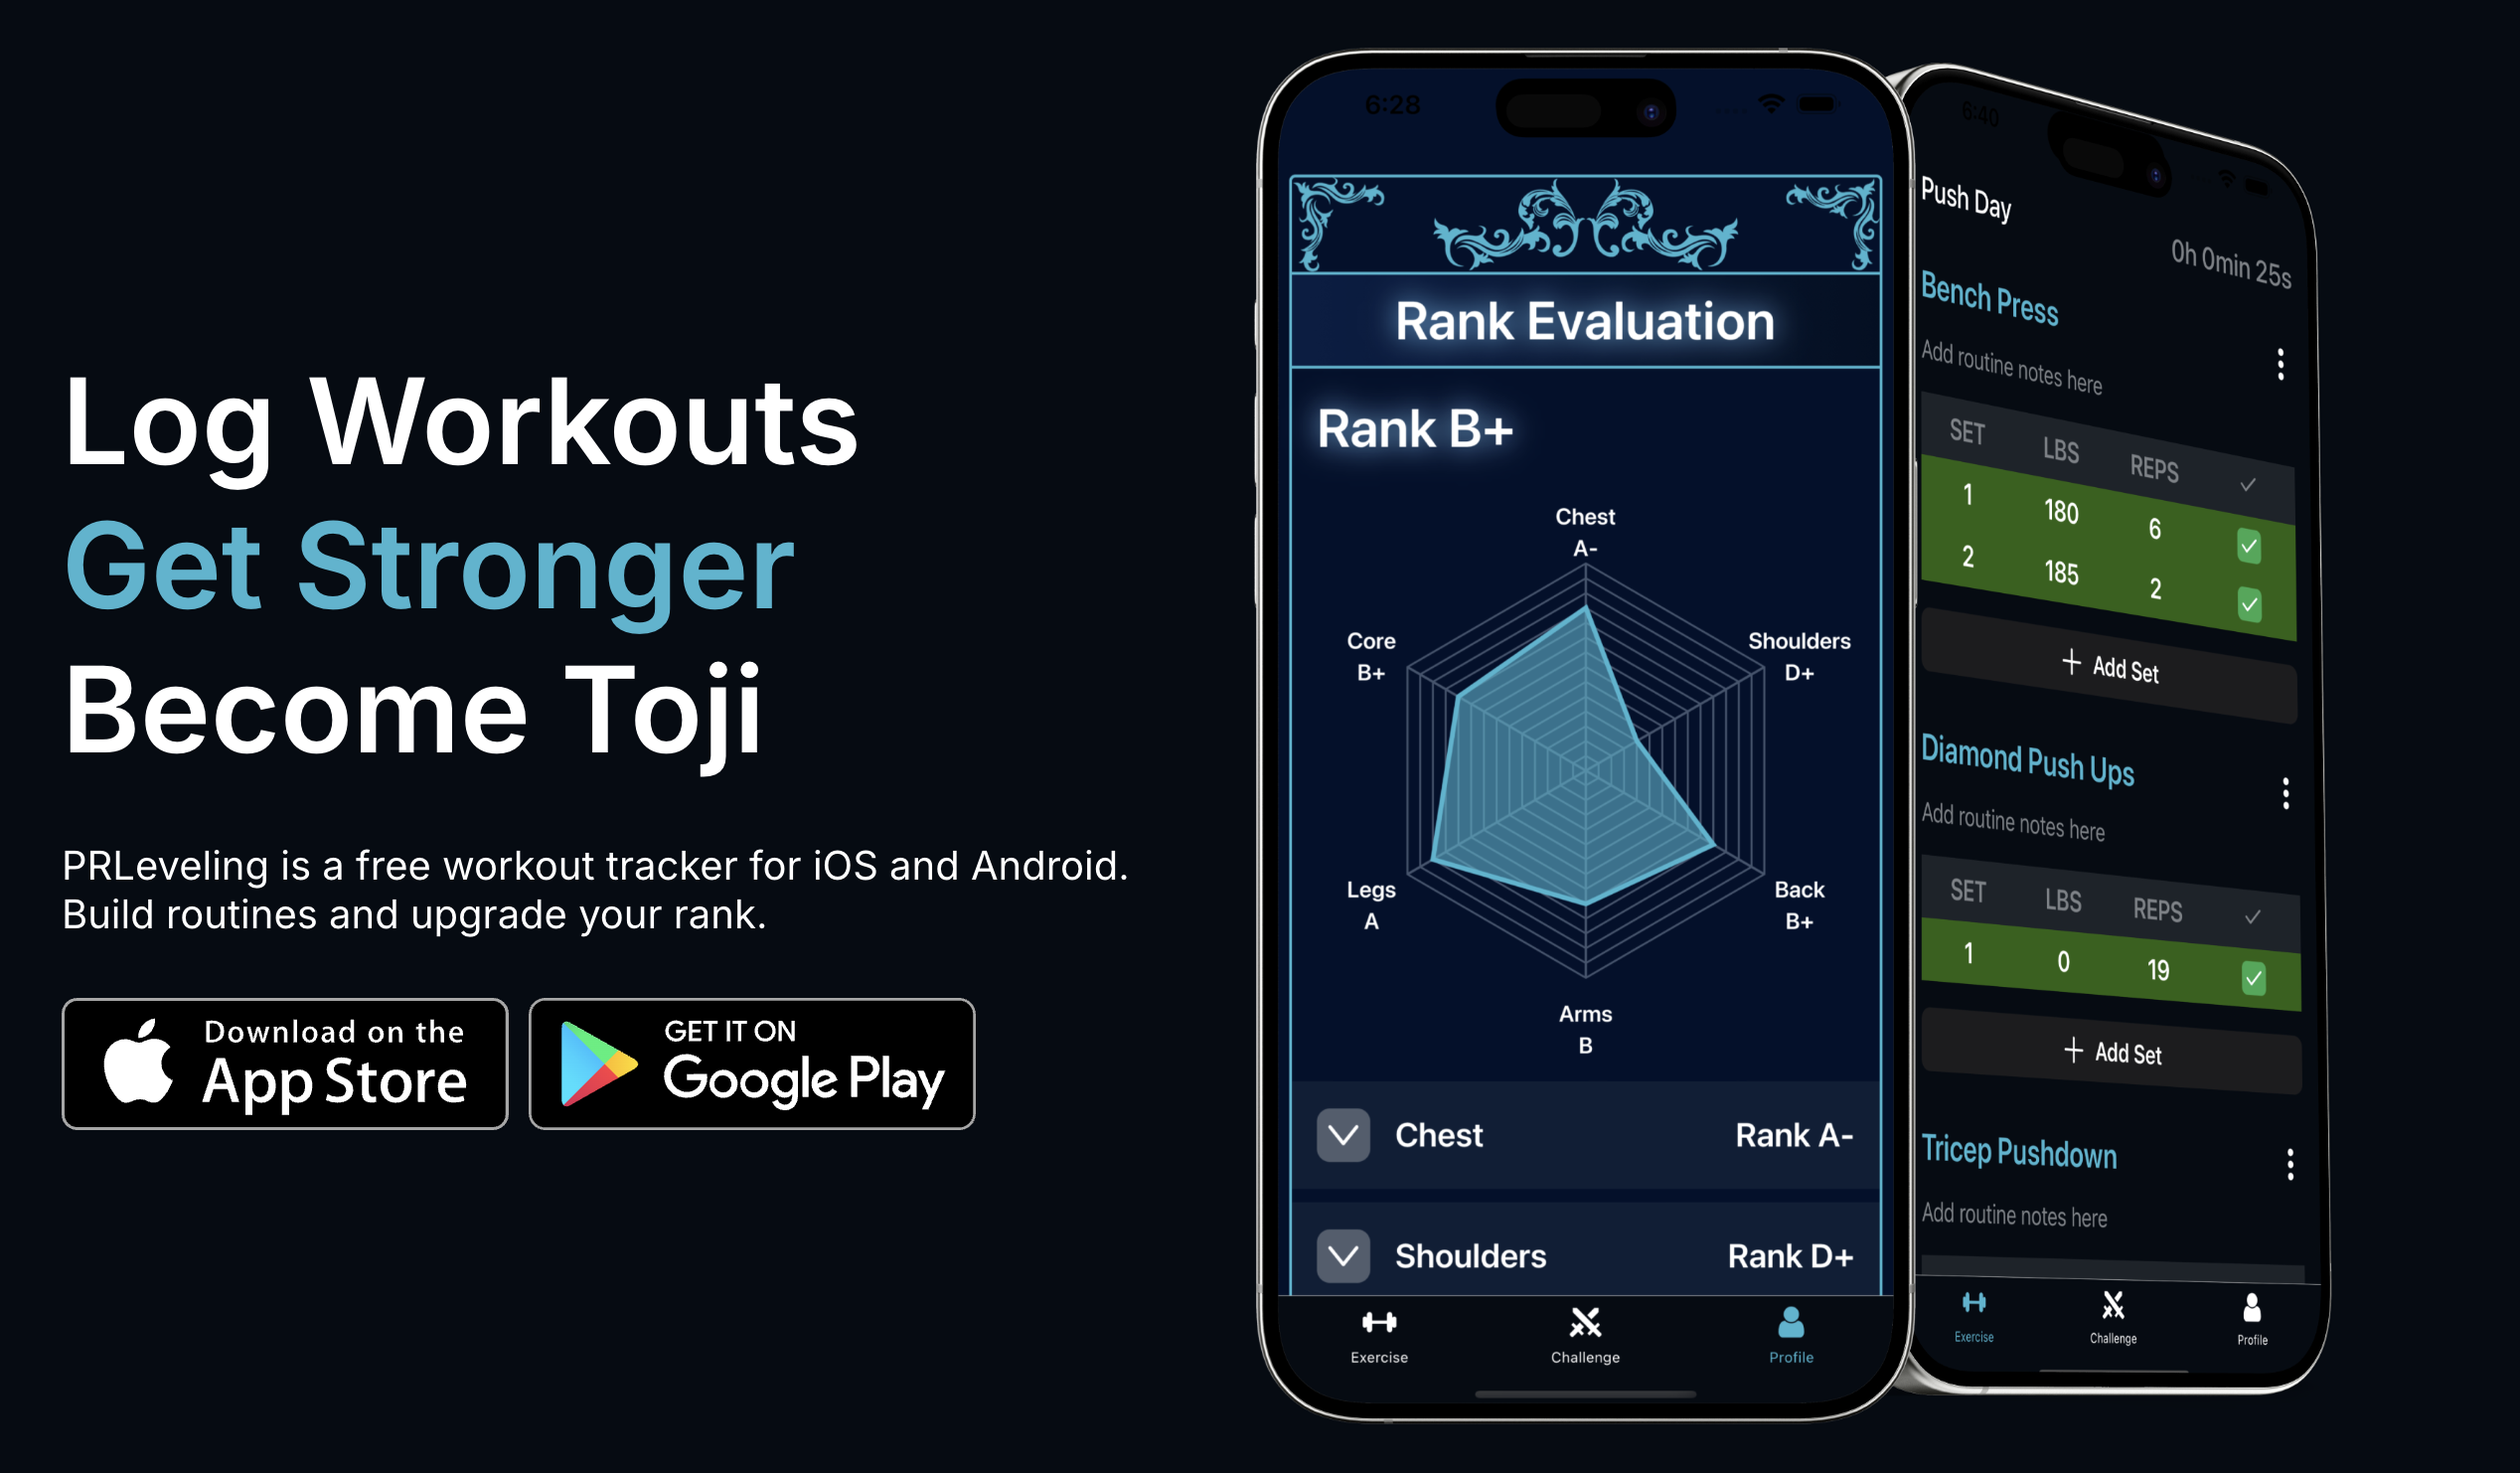 Log Workouts
Get Stronger
Become Toji
PRLeveling is a free workout tracker for iOS and Android.
Build routines and upgrade your rank.
Download on the
App Store
GET IT ON
Google Play
6:28
Rank Evaluation
Rank B+
Chest
A-
Core
B+
Shoulders
D+
Legs
A
Back
B+
Arms
B
Chest Rank A-
Shoulders Rank D+
Exercise Challenge Profile
6:40
Push Day
0h 0min 25s
Bench Press
Add routine notes here
SET LBS REPS
1 180 6
2 185 2
+ Add Set
Diamond Push Ups
Add routine notes here
SET LBS REPS
1 0 19
+ Add Set
Tricep Pushdown
Add routine notes here
Exercise Challenge Profile